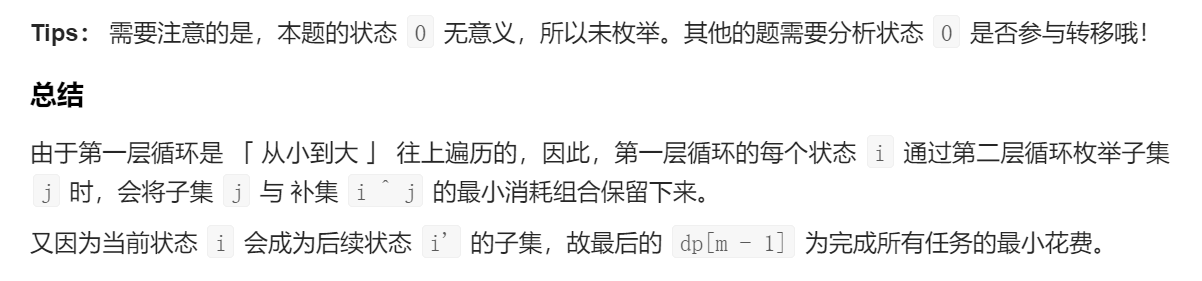 Tips： 需要注意的是，本题的状态 0 无意义，所以未枚举。其他的题需要分析状态 0 是否参与转移哦！
总结
由于第一层循环是 「 从小到大 」 往上遍历的，因此，第一层循环的每个状态 i 通过第二层循环枚举子集
j 时，会将子集 j 与 补集 i ^ j 的最小消耗组合保留下来。
又因为当前状态 i 会成为后续状态 i' 的子集，故最后的 dp[m - 1] 为完成所有任务的最小花费。